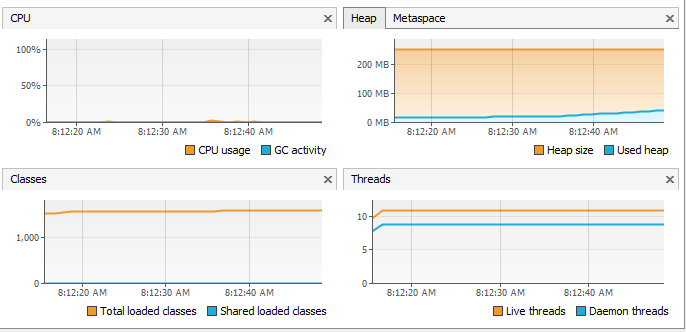 CPU
100%
50%
0%
8:12:20 AM 8:12:30 AM 8:12:40 AM
CPU usage GC activity
Heap Metaspace
200 MB
100 MB
0 MB
8:12:20 AM 8:12:30 AM 8:12:40 AM
Heap size Used heap
Classes
1,000
0
8:12:20 AM 8:12:30 AM 8:12:40 AM
Total loaded classes Shared loaded classes
Threads
10
5
0
8:12:20 AM 8:12:30 AM 8:12:40 AM
Live threads Daemon threads